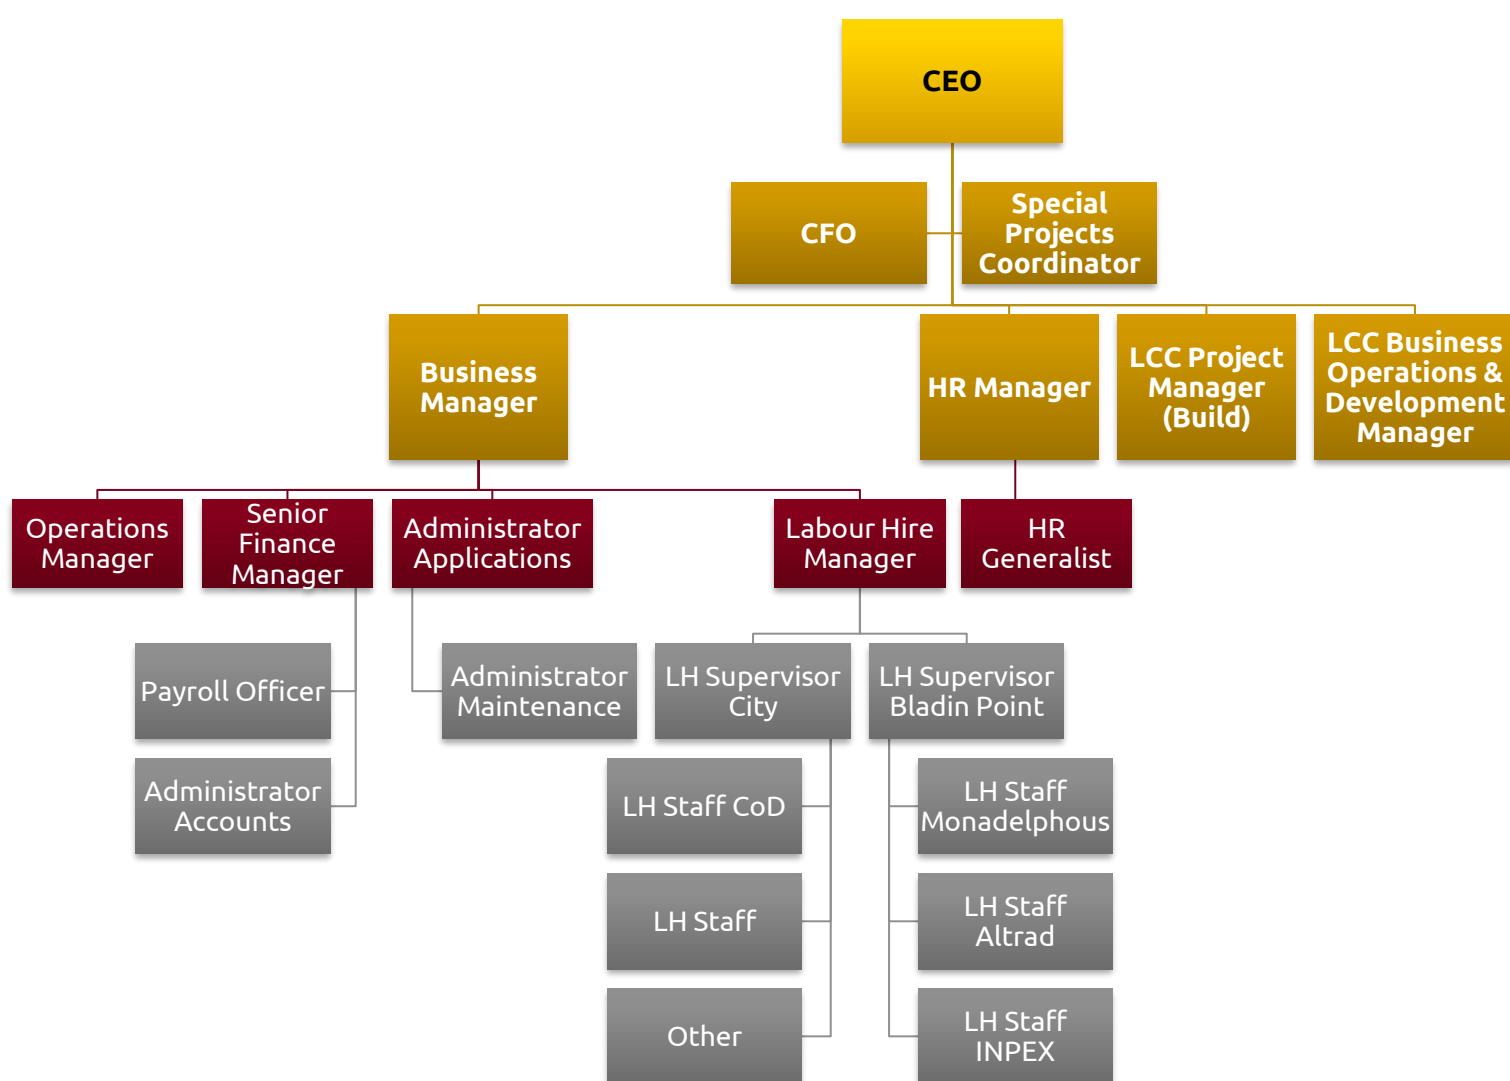 CEO
CFO
Special
Projects
Coordinator
Business
Manager
HR Manager
LCC Project
Manager
(Build)
LCC Business
Operations &
Development
Manager
Operations
Manager
Senior
Finance
Manager
Administrator
Applications
Labour Hire
Manager
HR
Generalist
Payroll Officer
Administrator
Maintenance
LH Supervisor
City
LH Supervisor
Bladin Point
Administrator
Accounts
LH Staff CoD
LH Staff
Monadelphous
LH Staff
LH Staff
Altrad
Other
LH Staff
INPEX